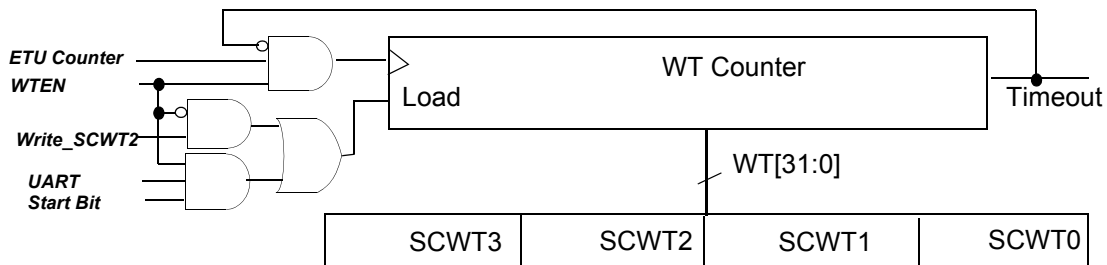 ETU Counter
WTEN
WT Counter
Load
Timeout
Write_SCWT2
UART
Start Bit
WT[31:0]
SCWT3
SCWT2
SCWT1
SCWT0